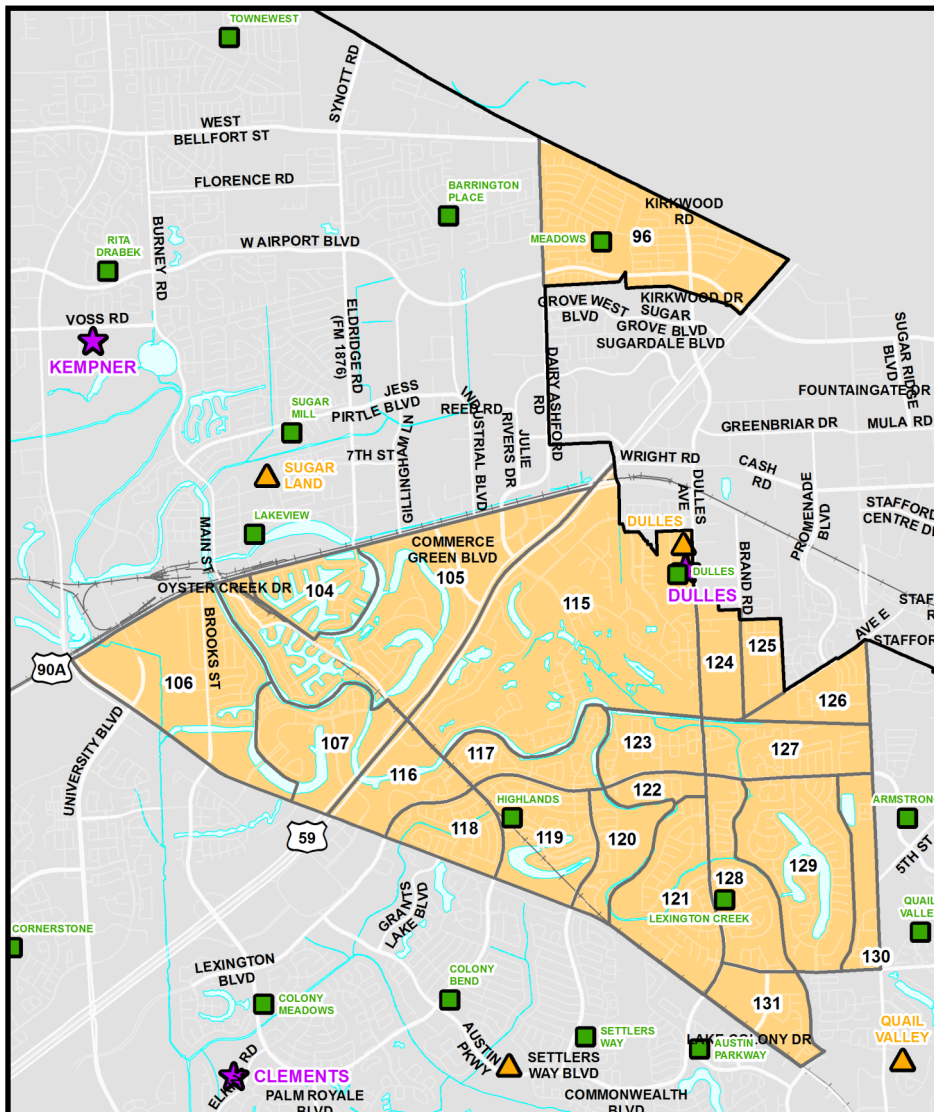 TOWNEWEST
SYNOTT RD
WEST
BELLFORT ST
FLORENCE RD
BARRINGTON
PLACE
KIRKWOOD
RD
RITA
DRABEK
BURNEY RD
W AIRPORT BLVD
MEADOWS
96
VOSS RD
KEMPNER
ELDRIDGE RD
(FM 1876)
GROVE WEST
BLVD
KIRKWOOD DR
SUGAR
GROVE BLVD
SUGARDALE BLVD
SUGAR RIDGE
BLVD
DAIRY ASHFORD
RD
JESS
PIRTLE BLVD
REED RD
INDUSTRIAL BLVD
JULIE
RIVERS DR
FOUNTAINGATE DR
SUGAR
MILL
GILLINGHAM LN
GREENBRIAR DR
MULA RD
7TH ST
WRIGHT RD
CASH
RD
SUGAR
LAND
DULLES
AVE
PROMENADE
BLVD
STAFFORD
CENTRE DR
LAKEVIEW
MAIN ST
COMMERCE
GREEN BLVD
DULLES
DULLES
DULLES
BRAND RD
OYSTER CREEK DR
104
105
115
AVE E
STAF
R
STAFFOR
BROOKS ST
90A
106
124
125
126
UNIVERSITY BLVD
107
116
117
123
127
122
59
HIGHLANDS
118
119
120
ARMSTRONG
5TH ST
129
128
121
LEXINGTON CREEK
GRANTS
LAKE BLVD
QUAIL
VALLEY
CORNERSTONE
130
LEXINGTON
BLVD
COLONY
BEND
COLONY
MEADOWS
131
AUSTIN
PKWY
SETTLERS
WAY
LAKE COLONY DR
AUSTIN
PARKWAY
QUAIL
VALLEY
SETTLERS
WAY BLVD
CLEMENTS
PALM ROYALE
BLVD
COMMONWEALTH
BLVD